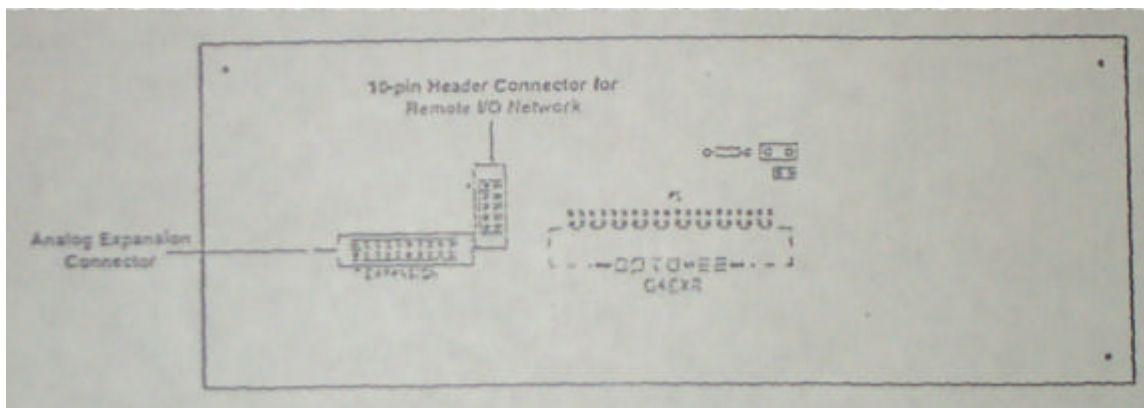 10-pin Header Connector for
Remote I/O Network
Analog Expansion
Connector
G4EXR